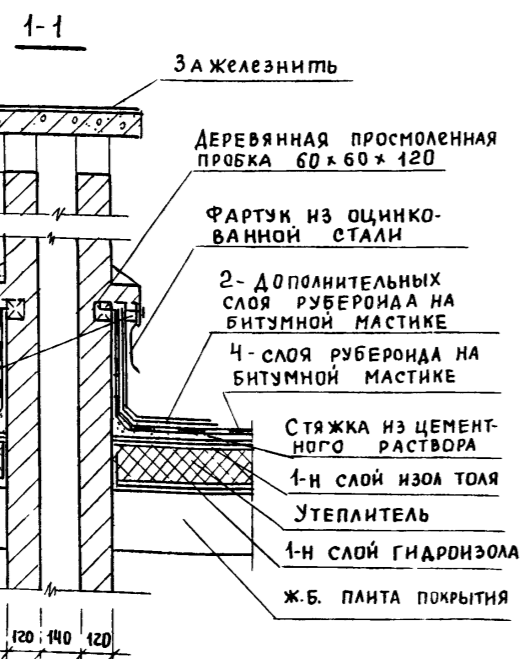 1-1
Зажелезнить
Деревянная просмоленная
пробка 60×60×120
Фартук из оцинко-
ванной стали
2- дополнительных
слоя рубероида на
битумной мастике
4- слоя рубероида на
битумной мастике
Стяжка из цемент-
ного раствора
1-н слой изол толя
Утеплитель
1-н слой гидроизола
Ж.б. плита покрытия
120 140 120